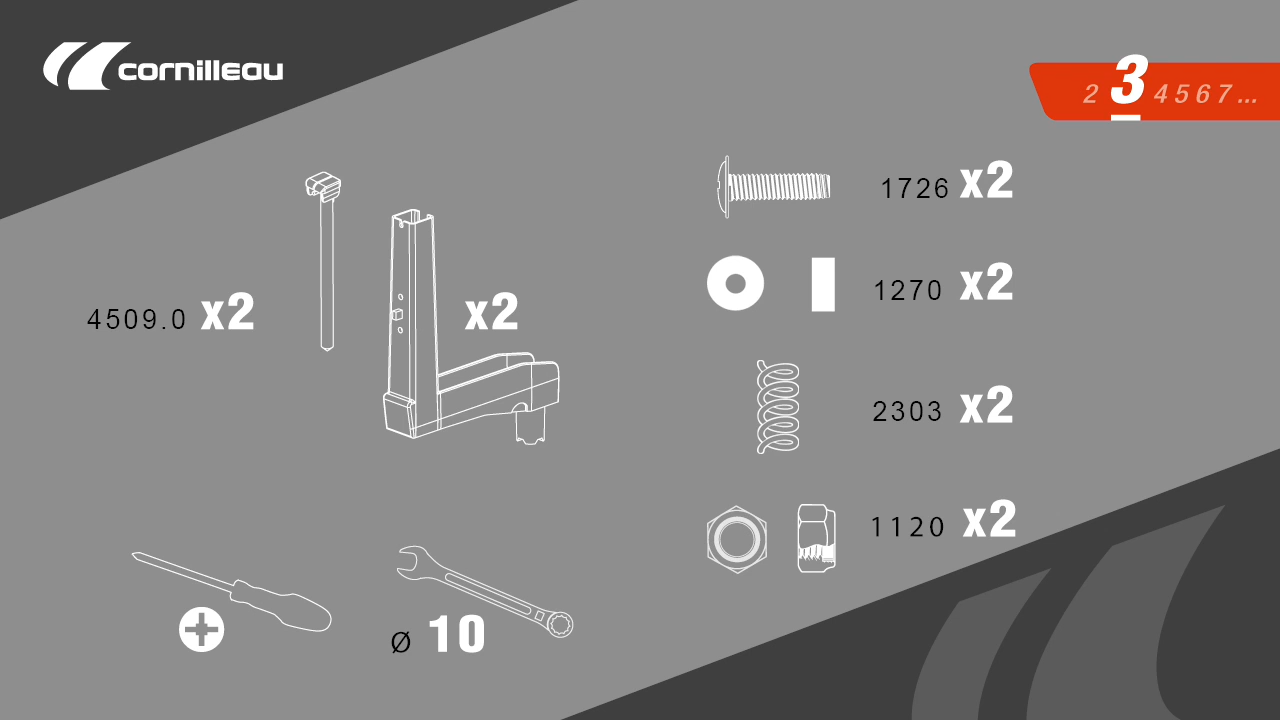 cornilleau
2 3 4 5 6 7 ...
1726 x2
1270 x2
4509.0 x2
x2
2303 x2
1120 x2
Ø 10